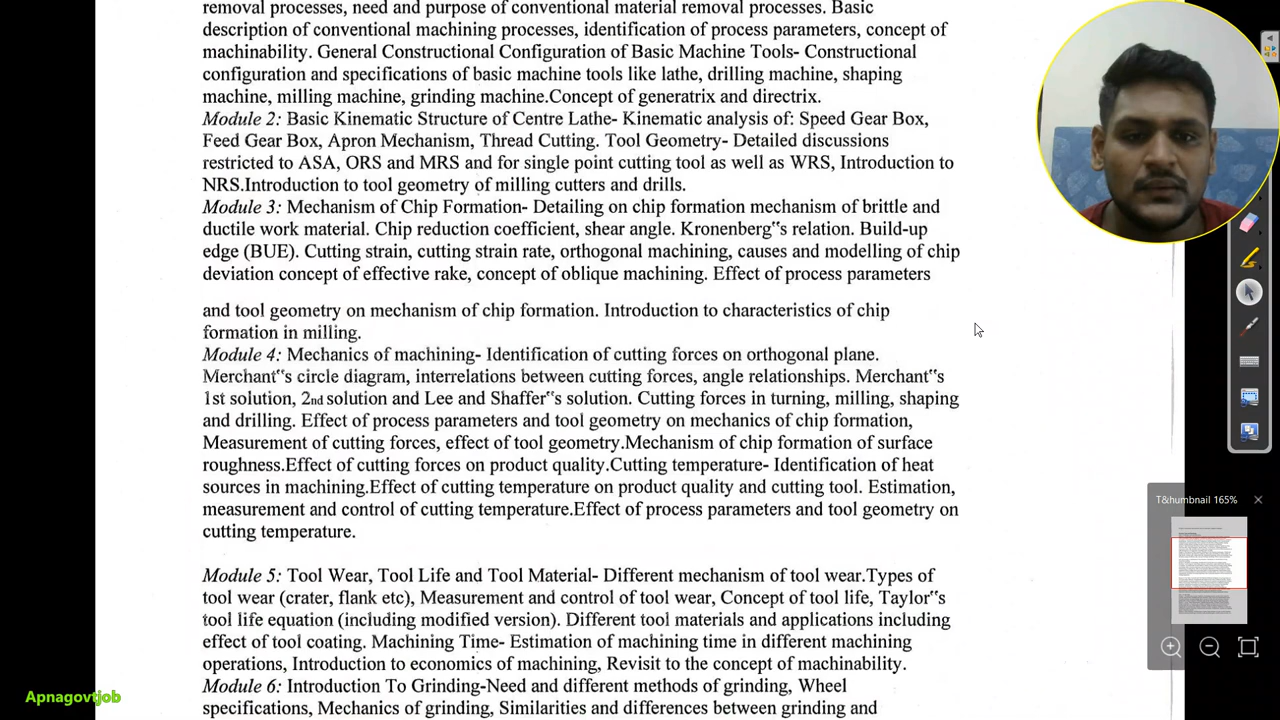 removal processes, need and purpose of conventional material removal processes. Basic
description of conventional machining processes, identification of process parameters, concept of
machinability. General Constructional Configuration of Basic Machine Tools- Constructional
configuration and specifications of basic machine tools like lathe, drilling machine, shaping
machine, milling machine, grinding machine.Concept of generatrix and directrix.
Module 2: Basic Kinematic Structure of Centre Lathe- Kinematic analysis of: Speed Gear Box,
Feed Gear Box, Apron Mechanism, Thread Cutting. Tool Geometry- Detailed discussions
restricted to ASA, ORS and MRS and for single point cutting tool as well as WRS, Introduction to
NRS.Introduction to tool geometry of milling cutters and drills.
Module 3: Mechanism of Chip Formation- Detailing on chip formation mechanism of brittle and
ductile work material. Chip reduction coefficient, shear angle. Kronenberg‟s relation. Build-up
edge (BUE). Cutting strain, cutting strain rate, orthogonal machining, causes and modelling of chip
deviation concept of effective rake, concept of oblique machining. Effect of process parameters
and tool geometry on mechanism of chip formation. Introduction to characteristics of chip
formation in milling.
Module 4: Mechanics of machining- Identification of cutting forces on orthogonal plane.
Merchant‟s circle diagram, interrelations between cutting forces, angle relationships. Merchant‟s
1st solution, 2nd solution and Lee and Shaffer‟s solution. Cutting forces in turning, milling, shaping
and drilling. Effect of process parameters and tool geometry on mechanics of chip formation,
Measurement of cutting forces, effect of tool geometry.Mechanism of chip formation of surface
roughness.Effect of cutting forces on product quality.Cutting temperature- Identification of heat
sources in machining.Effect of cutting temperature on product quality and cutting tool. Estimation,
measurement and control of cutting temperature.Effect of process parameters and tool geometry on
cutting temperature.
Module 5: Tool Wear, Tool Life and Tool Material- Different mechanism of tool wear.Types of
tool wear (crater, flank etc), Measurement and control of tool wear, Concept of tool life, Taylor‟s
tool life equation (including modified version). Different tool materials and applications including
effect of tool coating. Machining Time- Estimation of machining time in different machining
operations, Introduction to economics of machining, Revisit to the concept of machinability.
Module 6: Introduction To Grinding-Need and different methods of grinding, Wheel
specifications, Mechanics of grinding, Similarities and differences between grinding and
T&humbnail 165%
Apnagovtjob